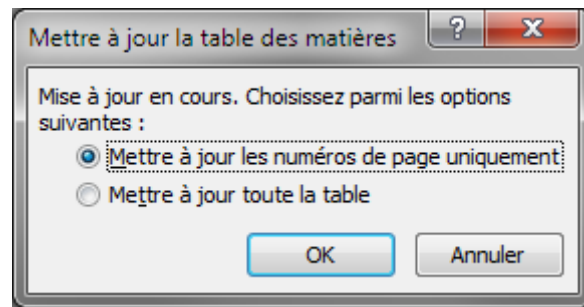 Mettre à jour la table des matières
Mise à jour en cours. Choisissez parmi les options
suivantes :
Mettre à jour les numéros de page uniquement
Mettre à jour toute la table
OK Annuler